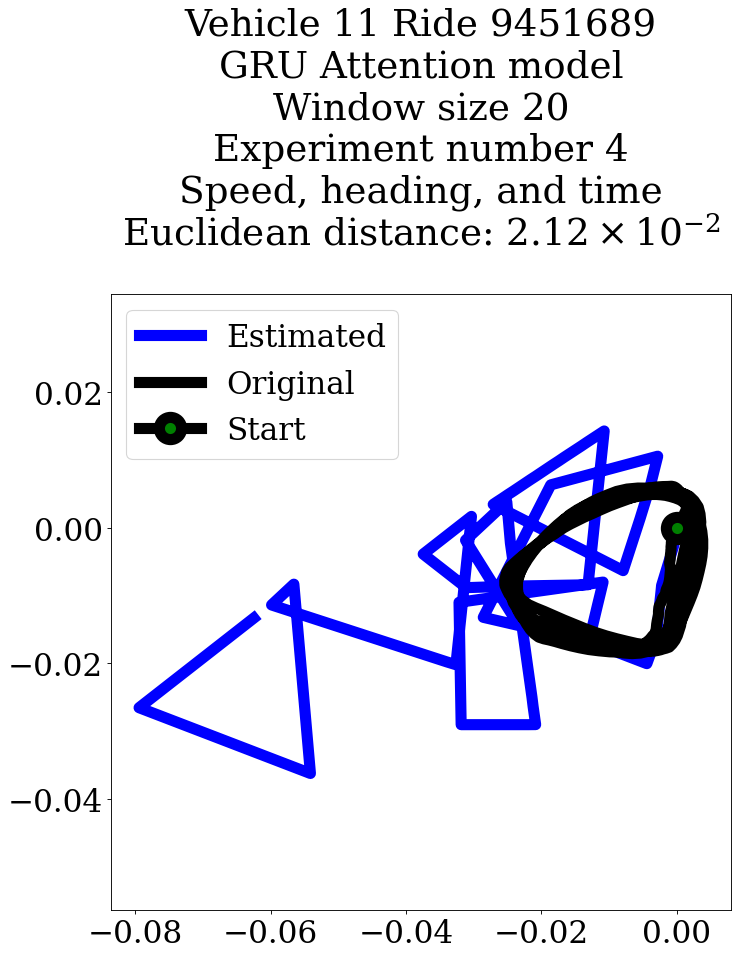 Vehicle 11 Ride 9451689
GRU Attention model
Window size 20
Experiment number 4
Speed, heading, and time
Euclidean distance: 2.12 × 10⁻²
Estimated
Original
Start
0.02
0.00
−0.02
−0.04
−0.08 −0.06 −0.04 −0.02 0.00